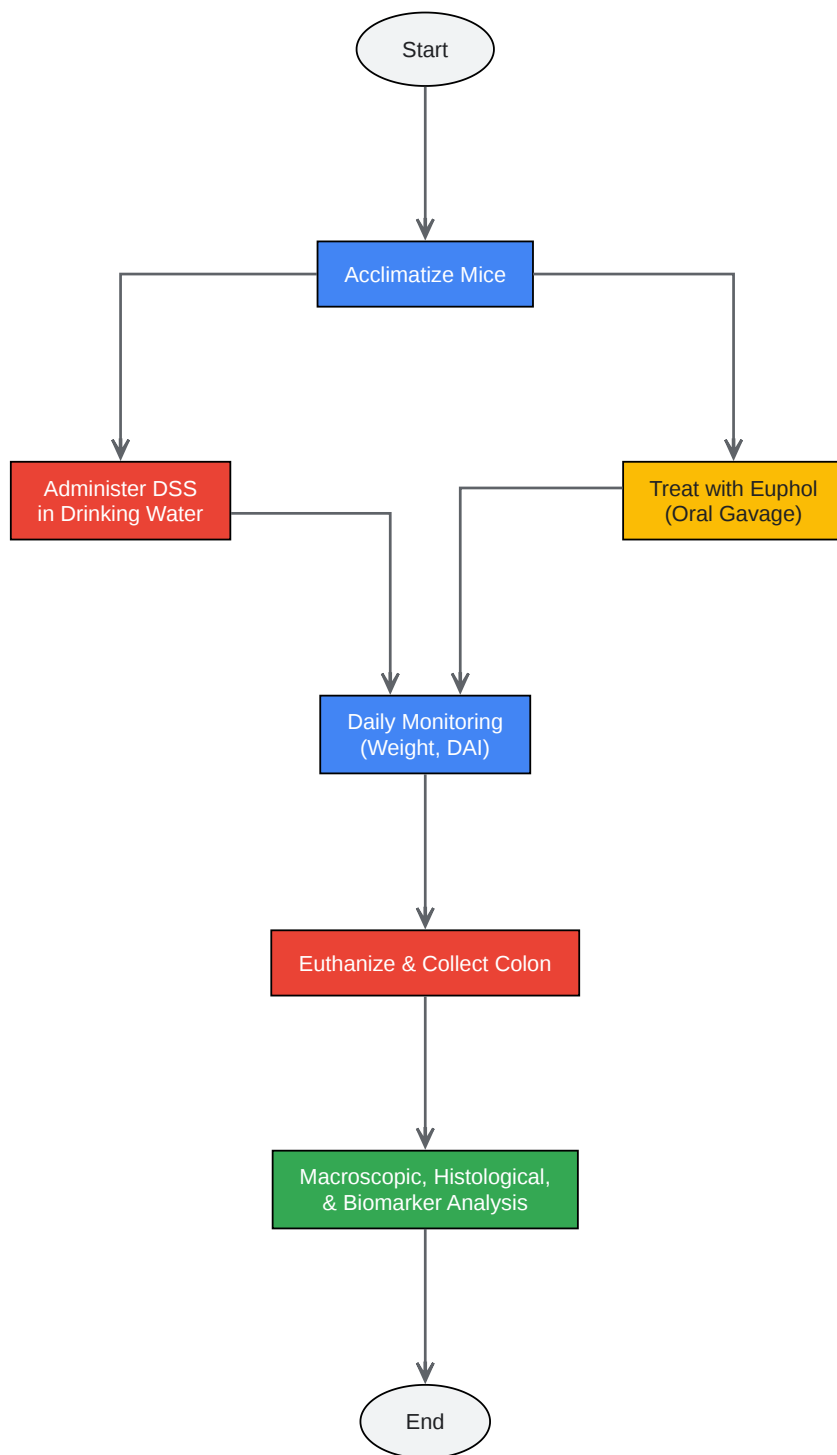 Start
Acclimatize Mice
Administer DSS
in Drinking Water
Treat with Euphol
(Oral Gavage)
Daily Monitoring
(Weight, DAI)
Euthanize & Collect Colon
Macroscopic, Histological,
& Biomarker Analysis
End